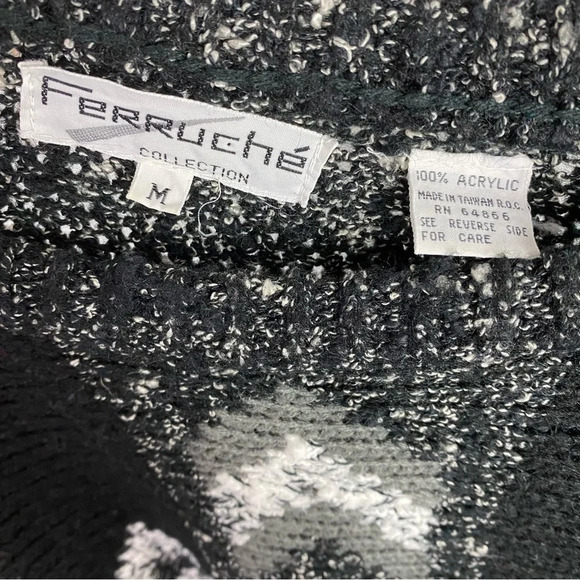 Ferruché
COLLECTION
M
100% ACRYLIC
MADE IN TAIWAN R.O.C.
RN 64866
SEE REVERSE SIDE
FOR CARE